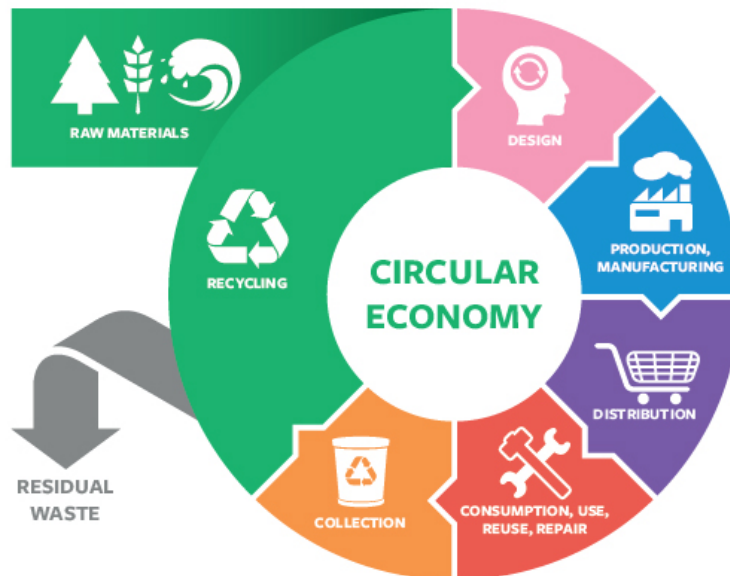 RAW MATERIALS
DESIGN
PRODUCTION,
MANUFACTURING
RECYCLING
CIRCULAR
ECONOMY
DISTRIBUTION
RESIDUAL
WASTE
COLLECTION
CONSUMPTION, USE,
REUSE, REPAIR